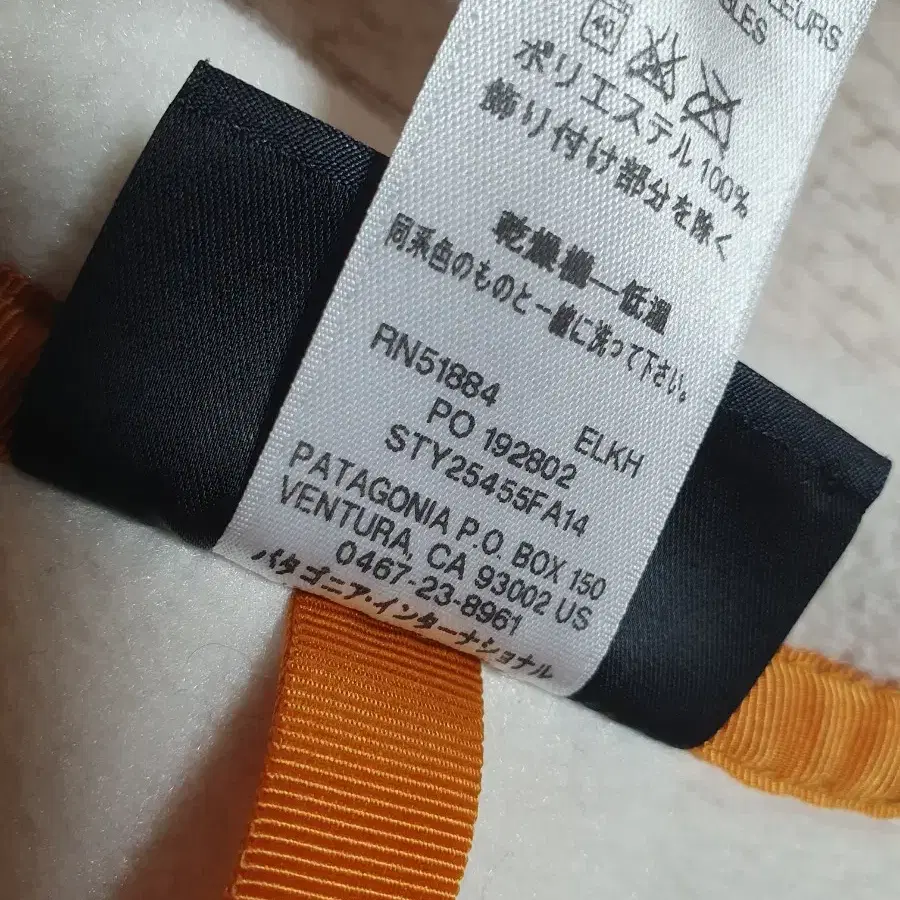 LEURS
BLES
40
ポリエステル 100%
飾り付け部分を除く
乾燥機—低温
同系色のものと一緒に洗って下さい。
RN51884 ELKH
PO 192802
STY25455FA14
PATAGONIA P.O. BOX 150
VENTURA, CA 93002 US
0467-23-8961
パタゴニア・インターナショナル